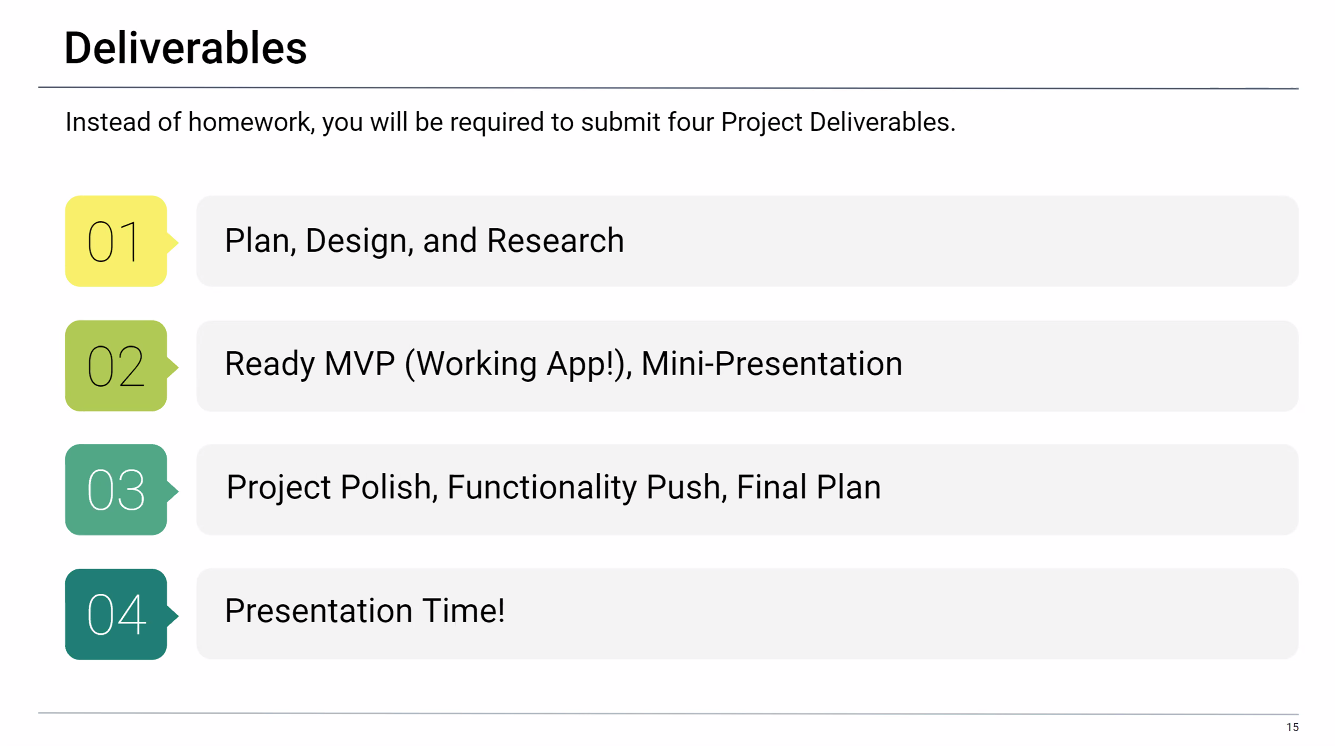 Deliverables
Instead of homework, you will be required to submit four Project Deliverables.
01
Plan, Design, and Research
02
Ready MVP (Working App!), Mini-Presentation
03
Project Polish, Functionality Push, Final Plan
04
Presentation Time!
15